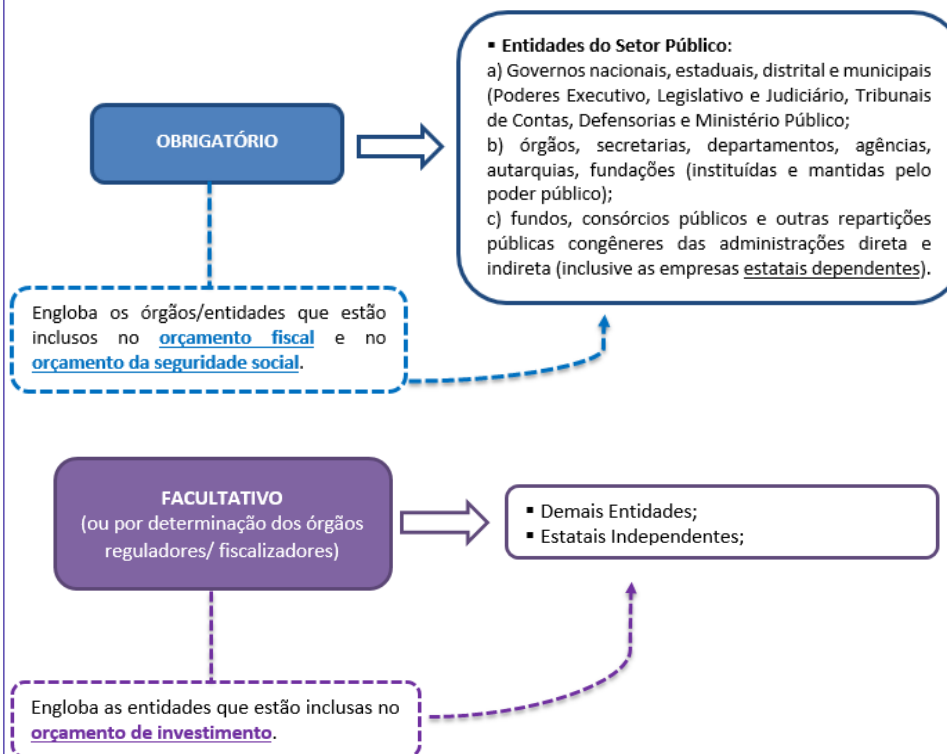 ▪ Entidades do Setor Público:
a) Governos nacionais, estaduais, distrital e municipais
(Poderes Executivo, Legislativo e Judiciário, Tribunais
de Contas, Defensorias e Ministério Público;
b) órgãos, secretarias, departamentos, agências,
autarquias, fundações (instituídas e mantidas pelo
poder público);
c) fundos, consórcios públicos e outras repartições
públicas congêneres das administrações direta e
indireta (inclusive as empresas estatais dependentes).
OBRIGATÓRIO
Engloba os órgãos/entidades que estão
inclusos no orçamento fiscal e no
orçamento da seguridade social.
FACULTATIVO
(ou por determinação dos órgãos
reguladores/ fiscalizadores)
▪ Demais Entidades;
▪ Estatais Independentes;
Engloba as entidades que estão inclusas no
orçamento de investimento.